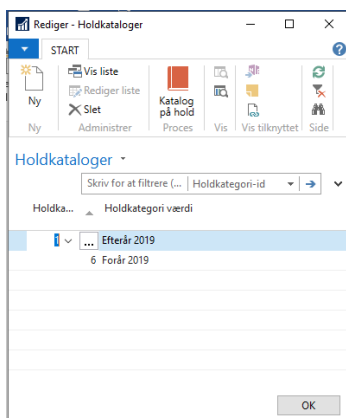 Rediger - Holdkataloger
START
Vis liste
Rediger liste
Slet
Ny
Katalog
på hold
Ny Administrer Proces Vis Vis tilknyttet Side
Holdkataloger
Skriv for at filtrere (... Holdkategori-id
Holdka... Holdkategori værdi
1 ... Efterår 2019
6 Forår 2019
OK